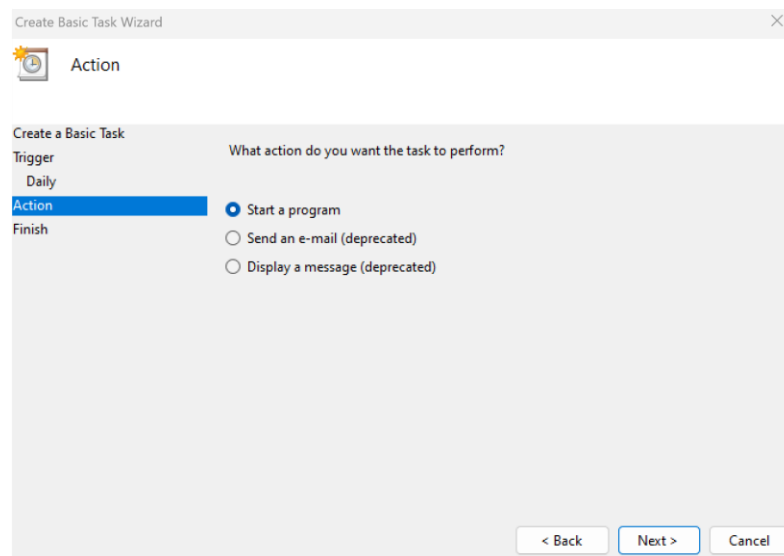 Create Basic Task Wizard
Action
Create a Basic Task
Trigger
Daily
Action
Finish
What action do you want the task to perform?
Start a program
Send an e-mail (deprecated)
Display a message (deprecated)
< Back
Next >
Cancel